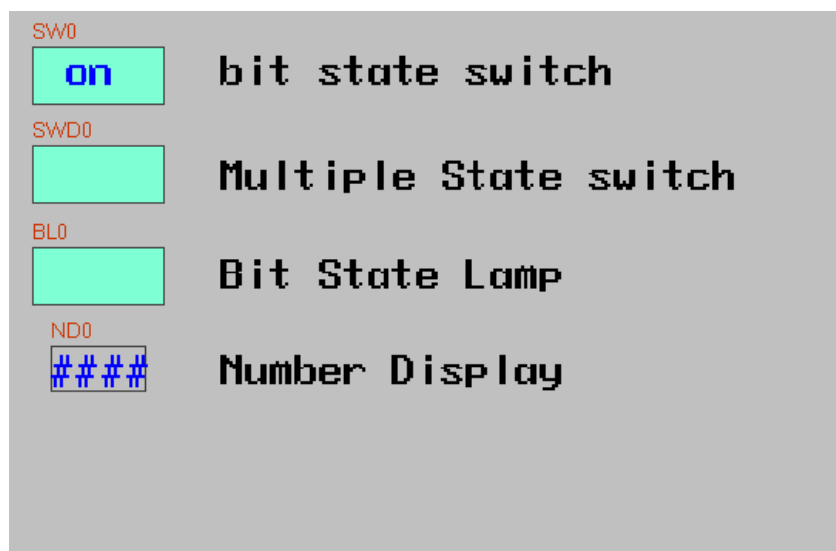 SW0
on bit state switch
SWD0
Multiple State switch
BL0
Bit State Lamp
ND0
#### Number Display